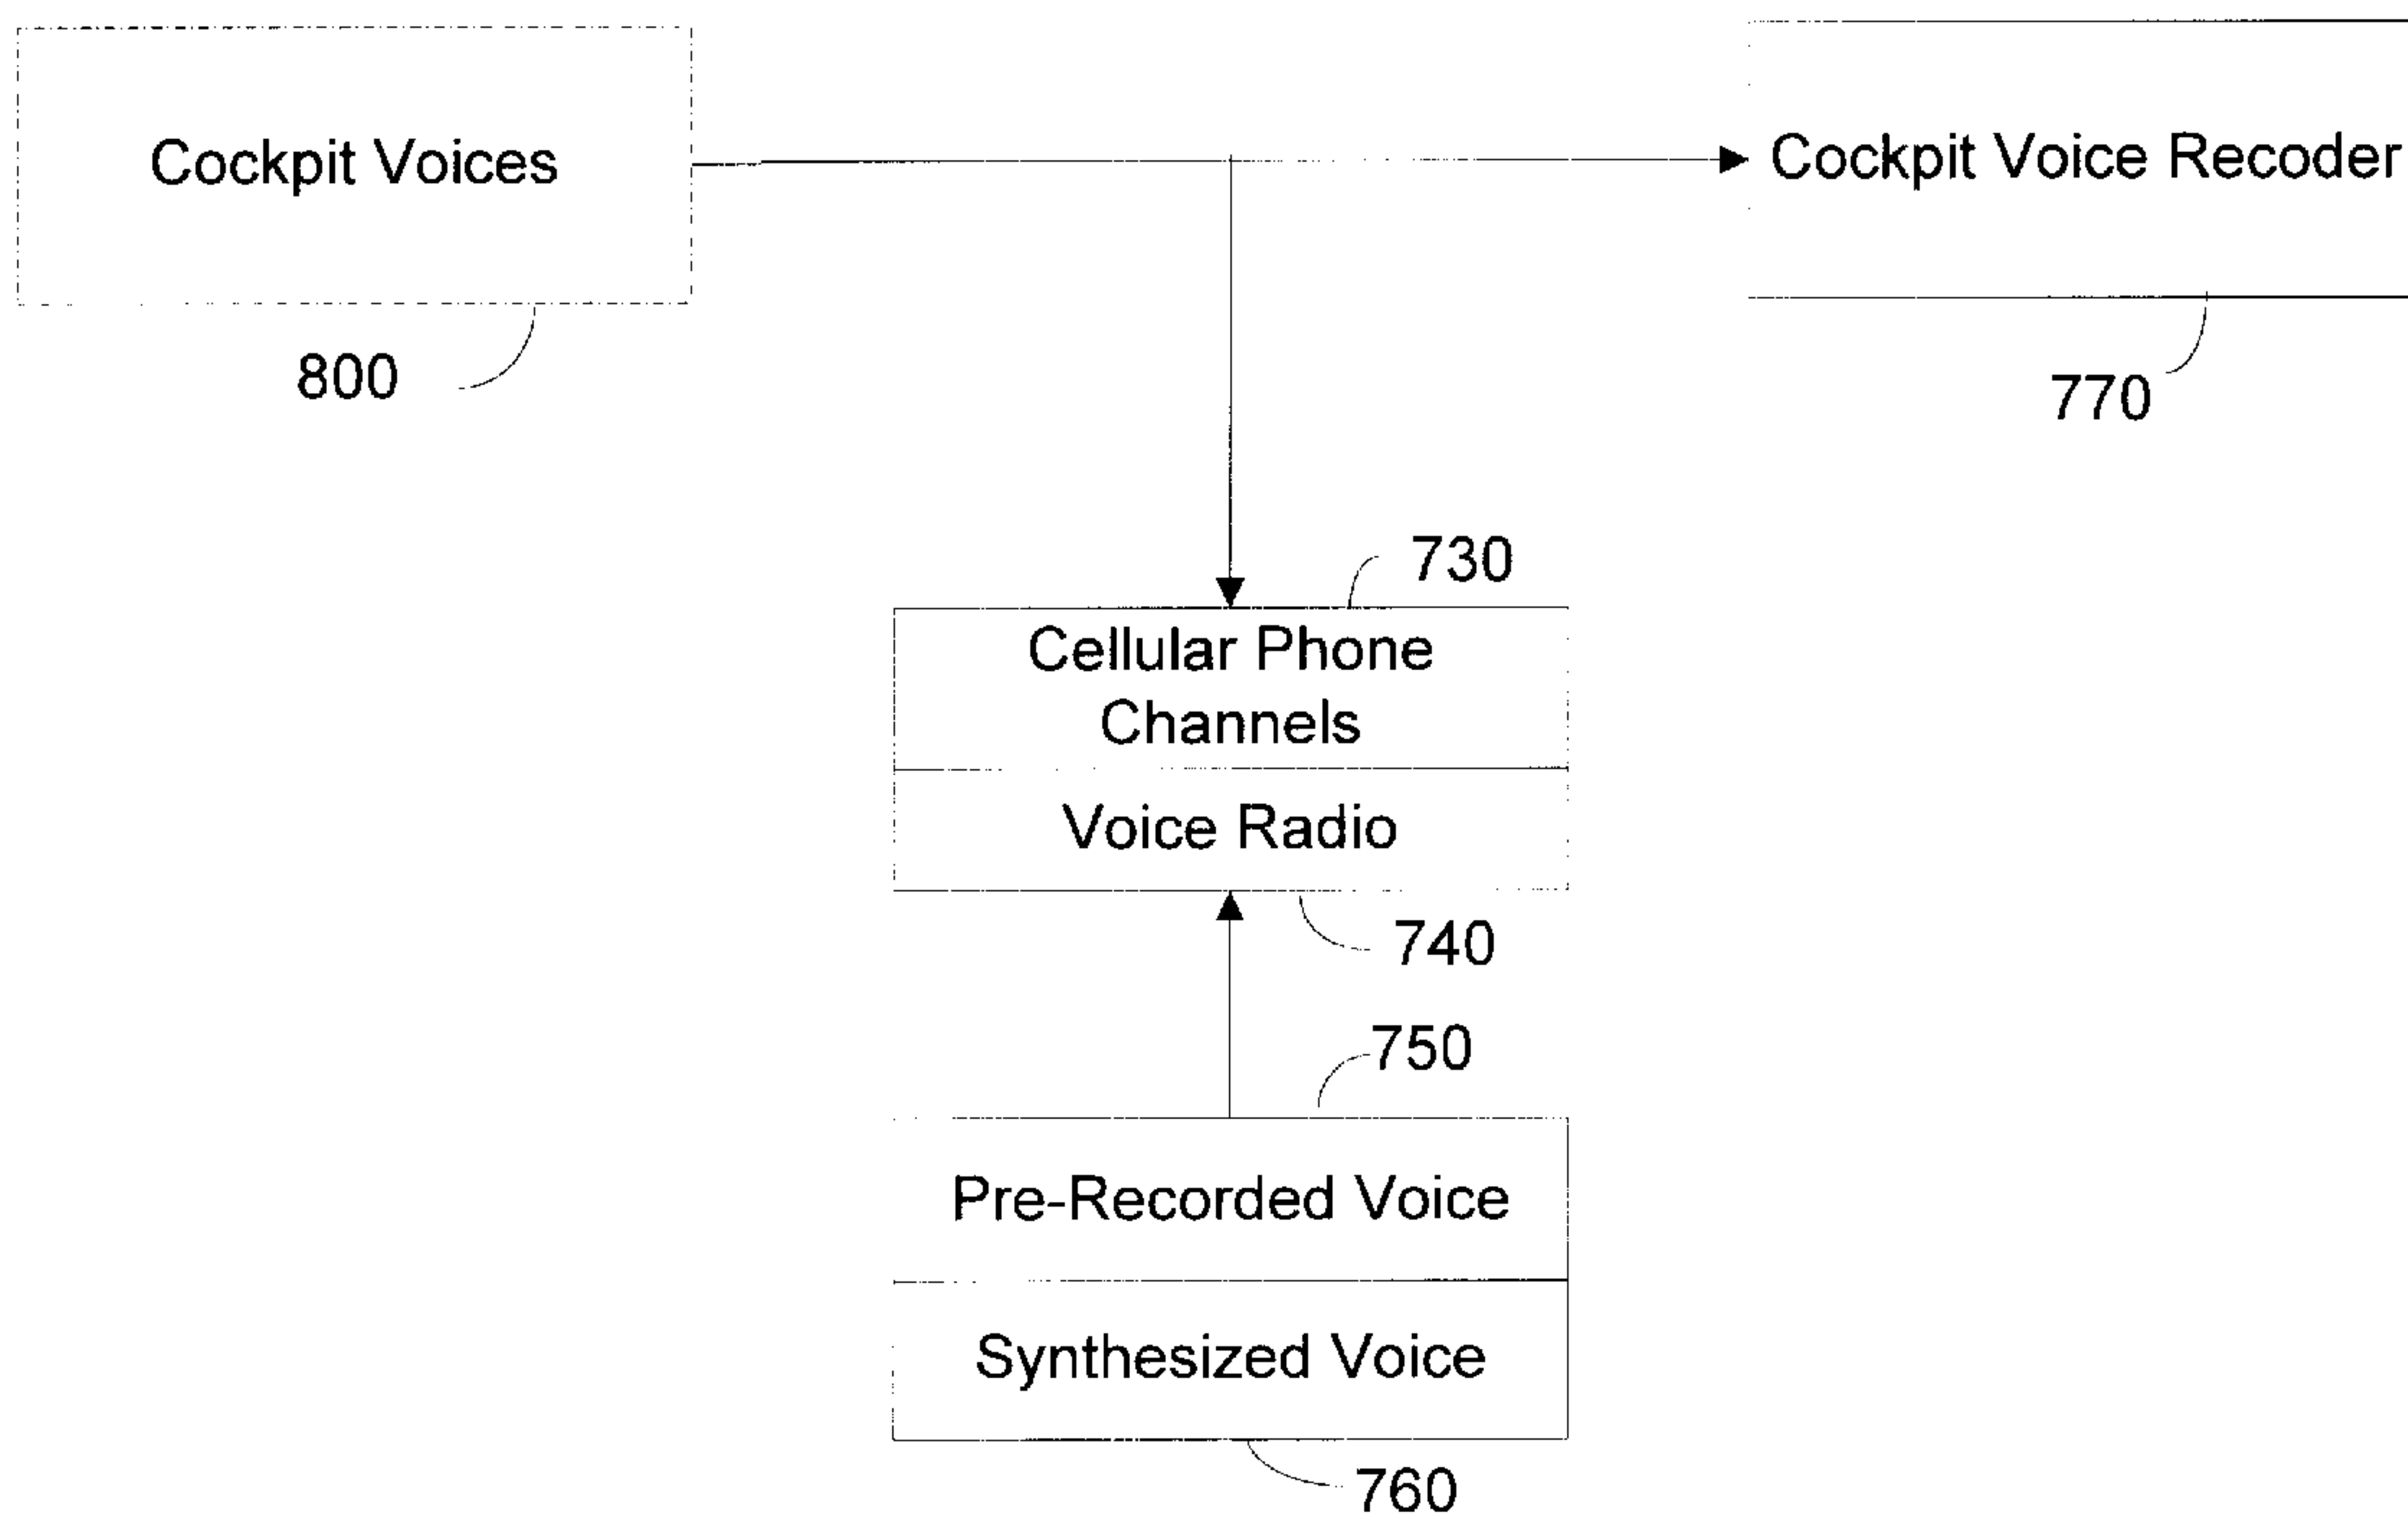 Cockpit Voices
Cockpit Voice Recoder
800
770
730
Cellular Phone
Channels
Voice Radio
740
750
Pre-Recorded Voice
Synthesized Voice
760